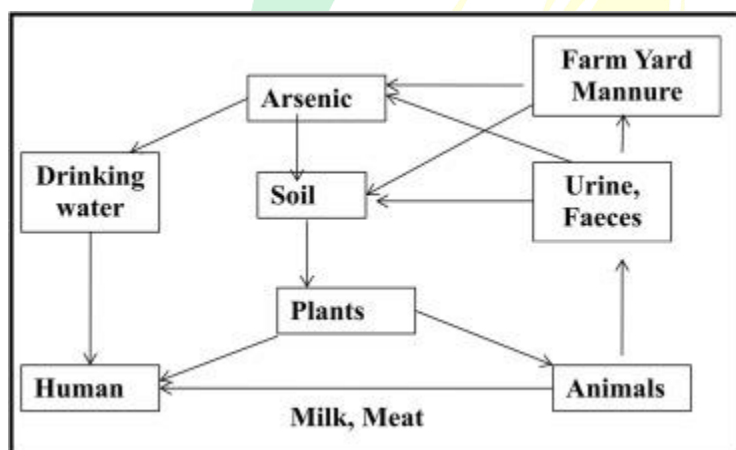 Farm Yard
Mannure
Arsenic
Drinking
water
Soil
Urine,
Faeces
Plants
Human
Animals
Milk, Meat